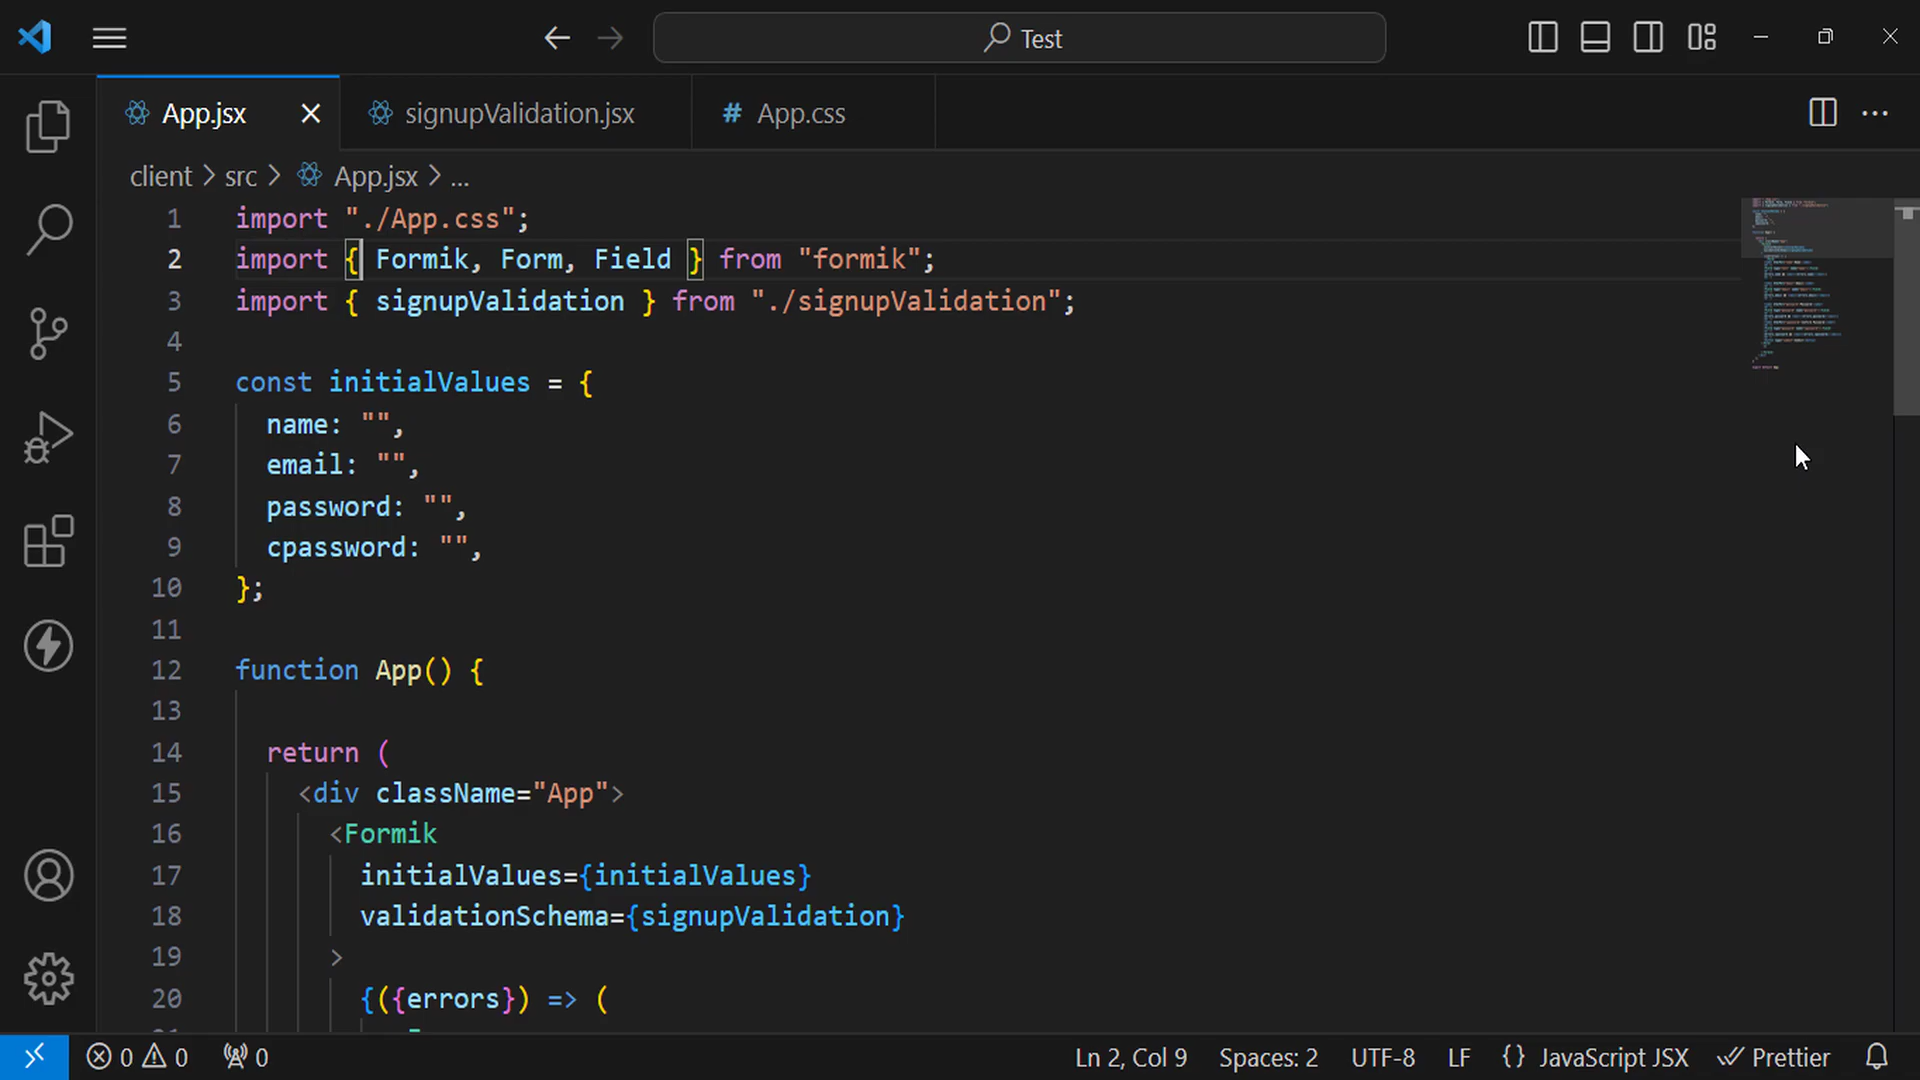 Test
App.jsx
signupValidation.jsx
# App.css
client > src > App.jsx > ...
1 import "./App.css";
2 import { Formik, Form, Field } from "formik";
3 import { signupValidation } from "./signupValidation";
4
5 const initialValues = {
6 name: "",
7 email: "",
8 password: "",
9 cpassword: "",
10 };
11
12 function App() {
13
14 return (
15 <div className="App">
16 <Formik
17 initialValues={initialValues}
18 validationSchema={signupValidation}
19 >
20 {({errors}) => (
0 0 0 Ln 2, Col 9 Spaces: 2 UTF-8 LF {} JavaScript JSX Prettier